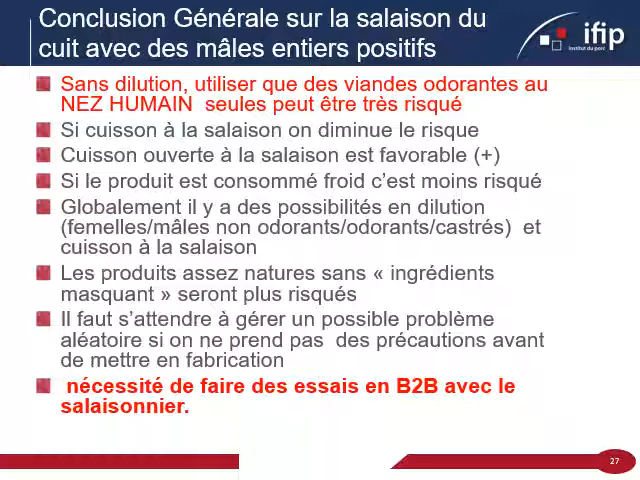 Conclusion Générale sur la salaison du
cuit avec des mâles entiers positifs
ifip
Institut du porc
Sans dilution, utiliser que des viandes odorantes au
NEZ HUMAIN  seules peut être très risqué
Si cuisson à la salaison on diminue le risque
Cuisson ouverte à la salaison est favorable (+)
Si le produit est consommé froid c’est moins risqué
Globalement il y a des possibilités en dilution
(femelles/mâles non odorants/odorants/castrés)  et
cuisson à la salaison
Les produits assez natures sans « ingrédients
masquant » seront plus risqués
Il faut s’attendre à gérer un possible problème
aléatoire si on ne prend pas  des précautions avant
de mettre en fabrication
nécessité de faire des essais en B2B avec le
salaisonnier.
27